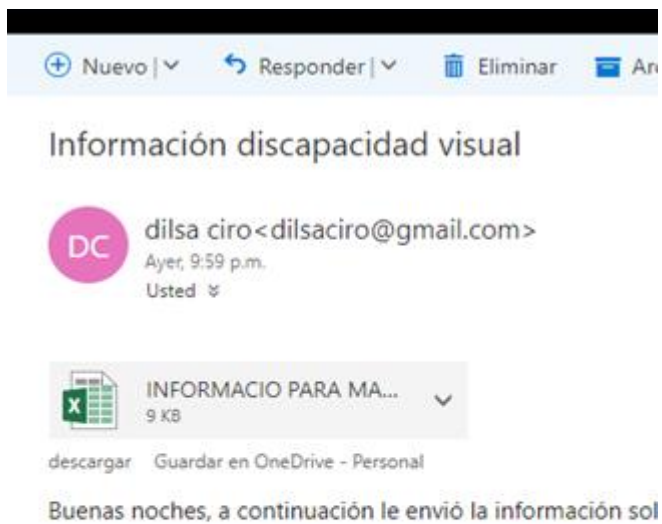 Nuevo | Responder | Eliminar
Información discapacidad visual
DC
dilsa ciro<dilsaciro@gmail.com>
Ayer, 9:59 p.m.
Usted
INFORMACIO PARA MA...
9 KB
descargar Guardar en OneDrive - Personal
Buenas noches, a continuación le envió la información